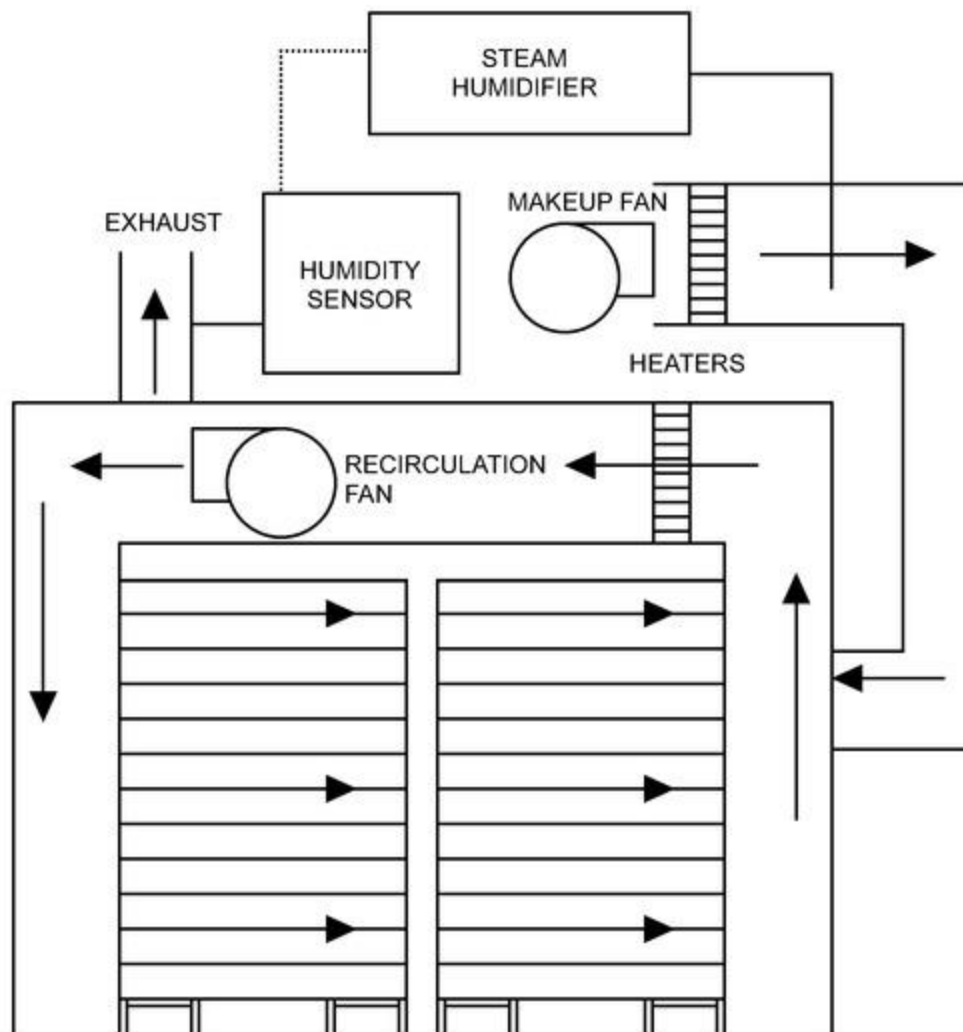 STEAM
HUMIDIFIER
MAKEUP FAN
EXHAUST
HUMIDITY
SENSOR
HEATERS
RECIRCULATION
FAN